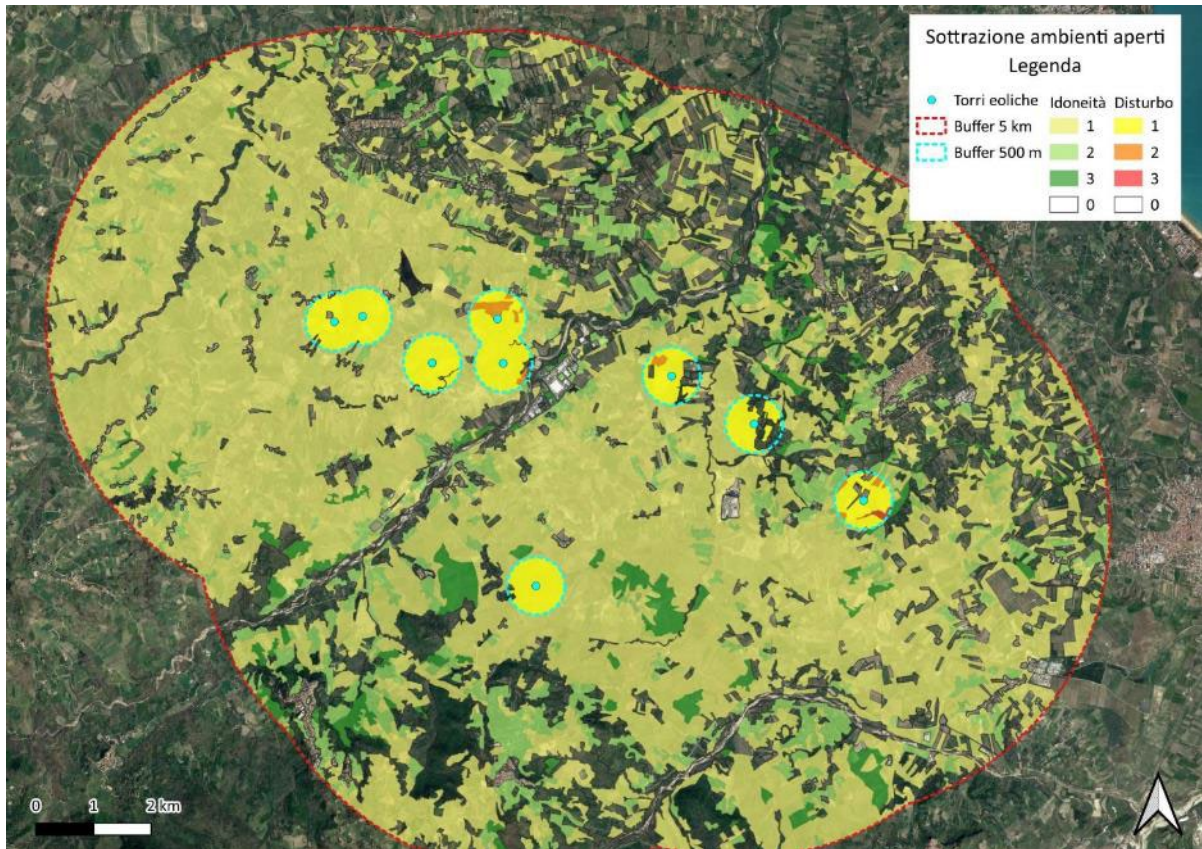 Sottrazione ambienti aperti
Legenda
Torri eoliche Idoneità Disturbo
Buffer 5 km 1 1
Buffer 500 m 2 2
3 3
0 0
0 1 2 km